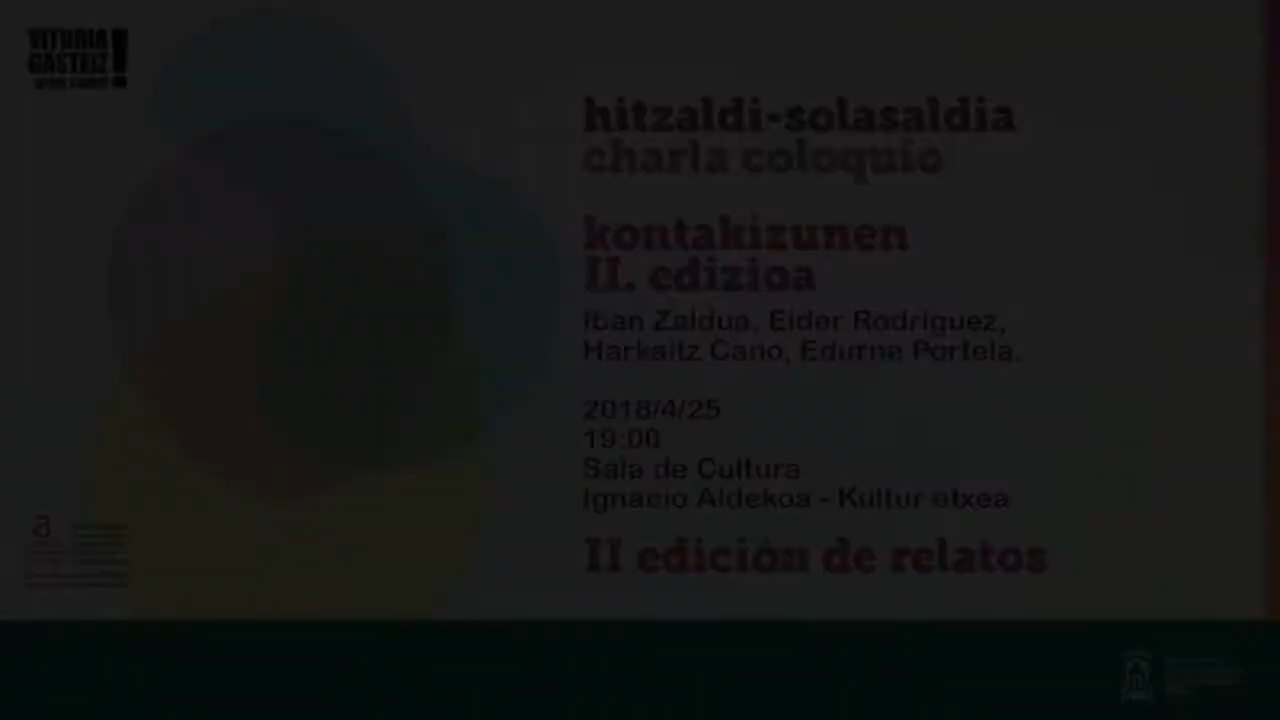 VITORIA
GASTEIZ
hitzaldi-solasaldia
charla coloquio
kontakizunen
II. edizioa
Iban Zaldua, Eider Rodriguez,
Harkaitz Cano, Edurne Portela.
2018/4/25
19:00
Sala de Cultura
Ignacio Aldekoa - Kultur etxea
II edición de relatos
a